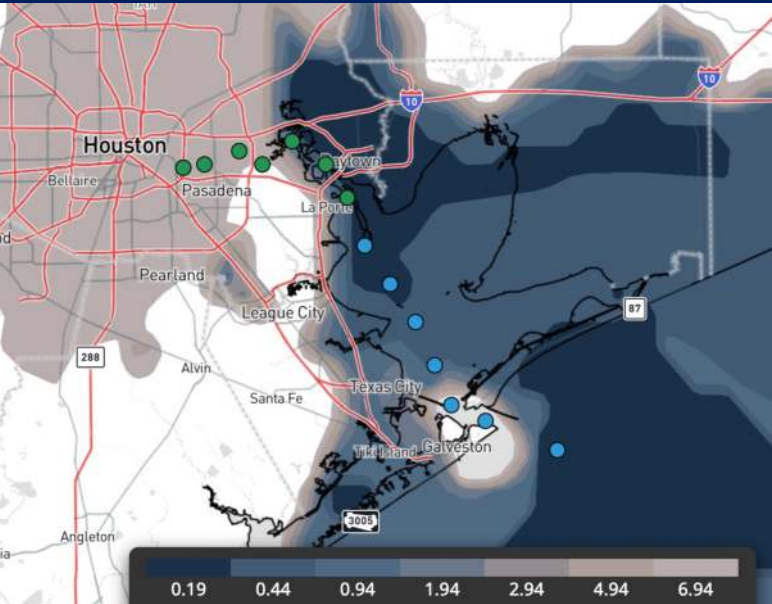 IAH
10
10
Houston
Baytown
Bellaire
Pasadena
La Porte
Pearland
87
League City
288
Alvin
Texas City
Santa Fe
Tiki Island
Galveston
3005
Angleton
0.19 0.44 0.94 1.94 2.94 4.94 6.94